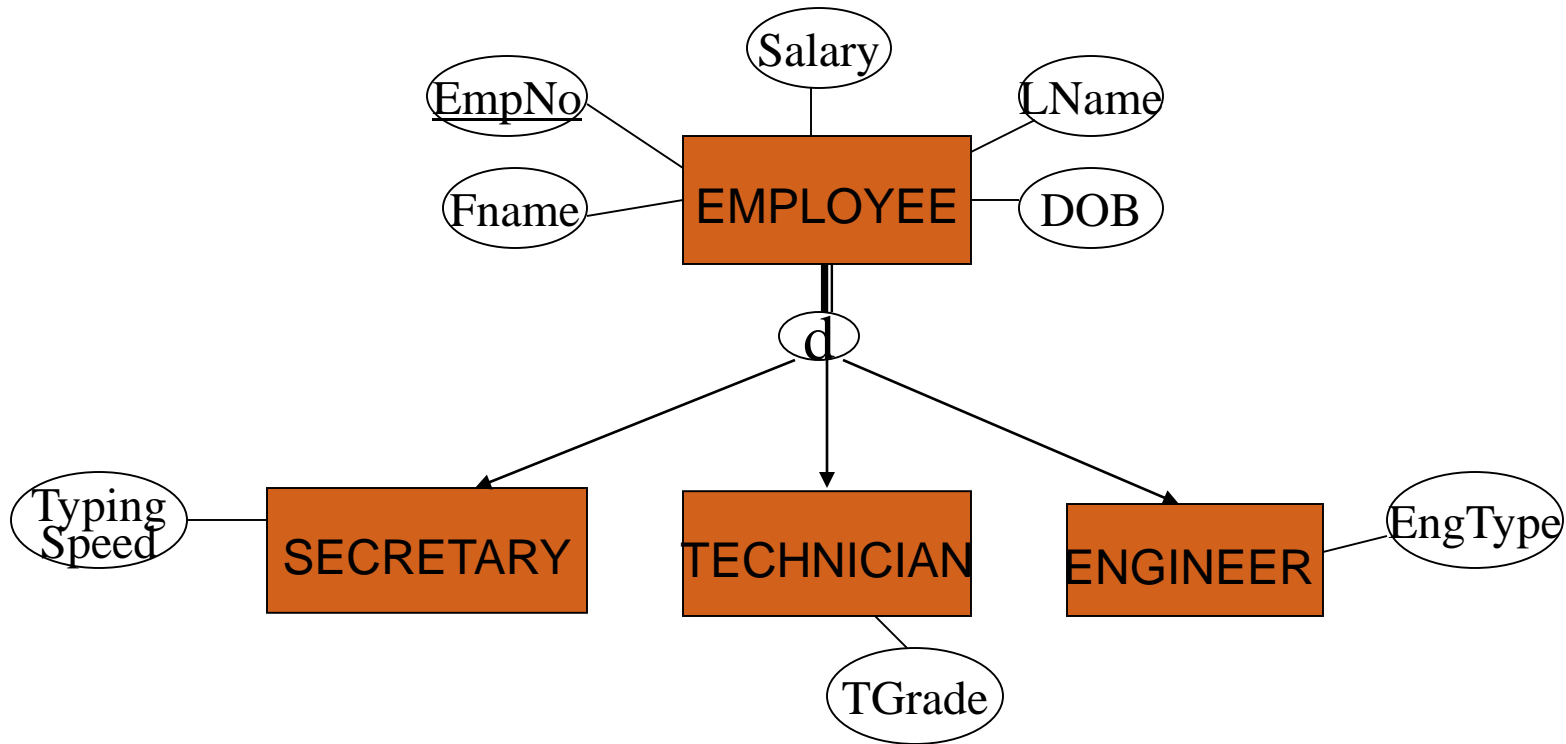 Salary
EmpNo
LName
EMPLOYEE
Fname
DOB
d
Typing
Speed
SECRETARY
TECHNICIAN
ENGINEER
EngType
TGrade